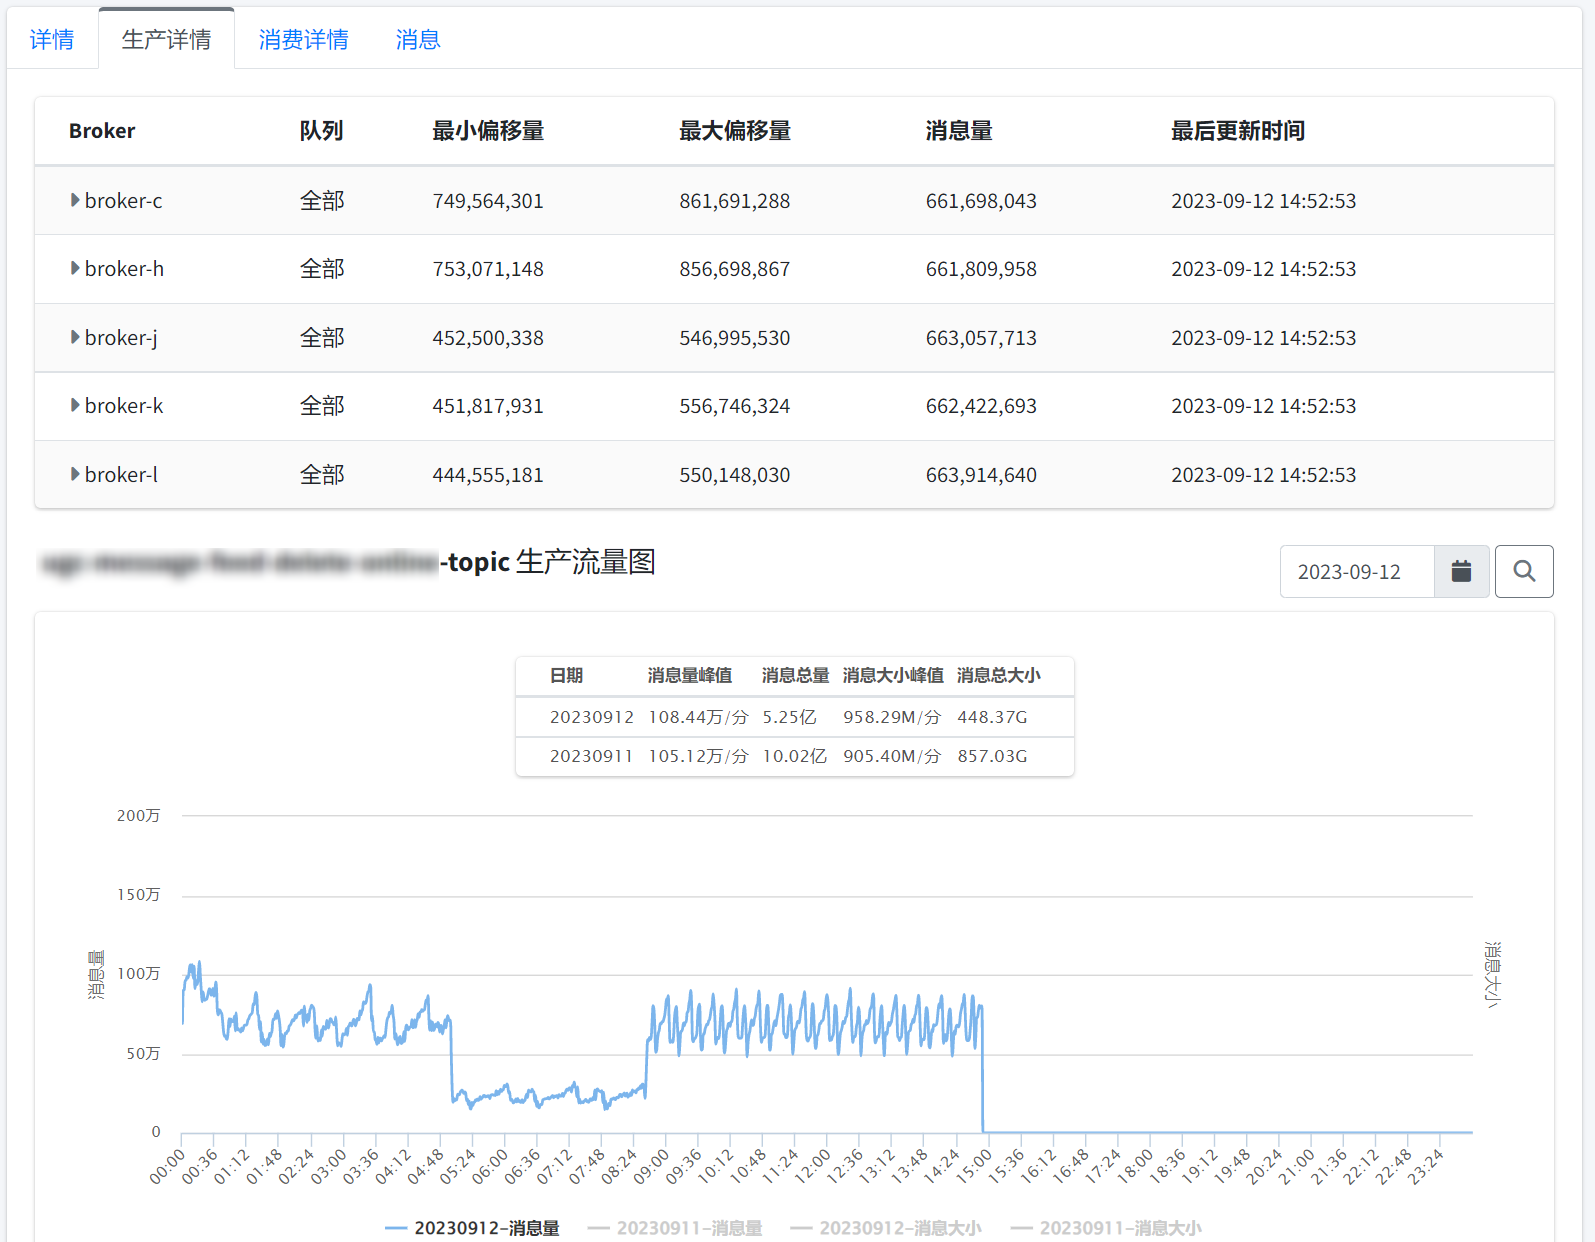 详情 生产详情 消费详情 消息
Broker 队列 最小偏移量 最大偏移量 消息量 最后更新时间
broker-c 全部 749,564,301 861,691,288 661,698,043 2023-09-12 14:52:53
broker-h 全部 753,071,148 856,698,867 661,809,958 2023-09-12 14:52:53
broker-j 全部 452,500,338 546,995,530 663,057,713 2023-09-12 14:52:53
broker-k 全部 451,817,931 556,746,324 662,422,693 2023-09-12 14:52:53
broker-l 全部 444,555,181 550,148,030 663,914,640 2023-09-12 14:52:53
-topic 生产流量图
2023-09-12
日期 消息量峰值 消息总量 消息大小峰值 消息总大小
20230912 108.44万/分 5.25亿 958.29M/分 448.37G
20230911 105.12万/分 10.02亿 905.40M/分 857.03G
200万
150万
100万
50万
0
消息量
消息大小
00:00 00:36 01:12 01:48 02:24 03:00 03:36 04:12 04:48 05:24 06:00 06:36 07:12 07:48 08:24 09:00 09:36 10:12 10:48 11:24 12:00 12:36 13:12 13:48 14:24 15:00 15:36 16:12 16:48 17:24 18:00 18:36 19:12 19:48 20:24 21:00 21:36 22:12 22:48 23:24
20230912-消息量 20230911-消息量 20230912-消息大小 20230911-消息大小